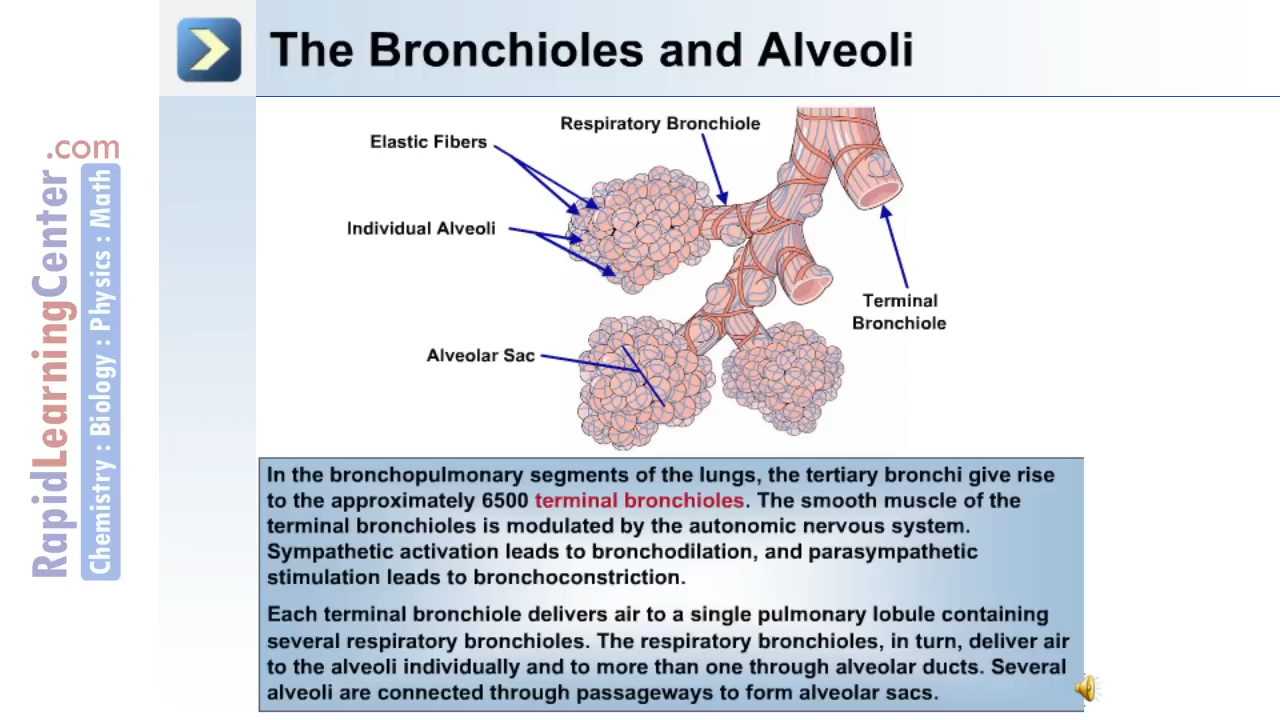 The Bronchioles and Alveoli
RapidLearningCenter.com
Chemistry : Biology : Physics : Math
Respiratory Bronchiole
Elastic Fibers
Individual Alveoli
Terminal
Bronchiole
Alveolar Sac
In the bronchopulmonary segments of the lungs, the tertiary bronchi give rise
to the approximately 6500 terminal bronchioles. The smooth muscle of the
terminal bronchioles is modulated by the autonomic nervous system.
Sympathetic activation leads to bronchodilation, and parasympathetic
stimulation leads to bronchoconstriction.
Each terminal bronchiole delivers air to a single pulmonary lobule containing
several respiratory bronchioles. The respiratory bronchioles, in turn, deliver air
to the alveoli individually and to more than one through alveolar ducts. Several
alveoli are connected through passageways to form alveolar sacs.